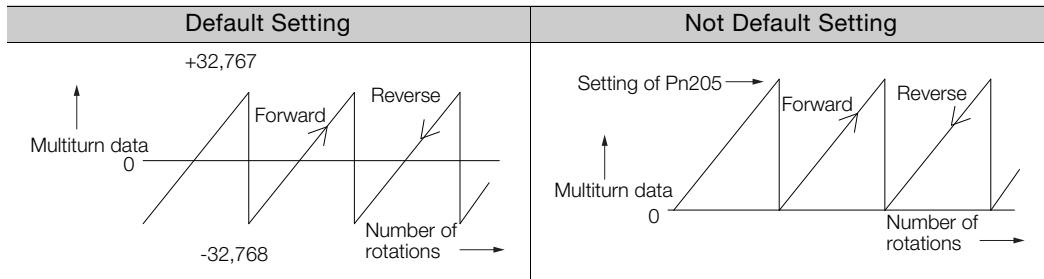 Default Setting
Not Default Setting
+32,767
Forward
Reverse
Multiturn data
0
Number of
rotations
-32,768
Setting of Pn205
Forward
Reverse
Multiturn data
0
Number of
rotations